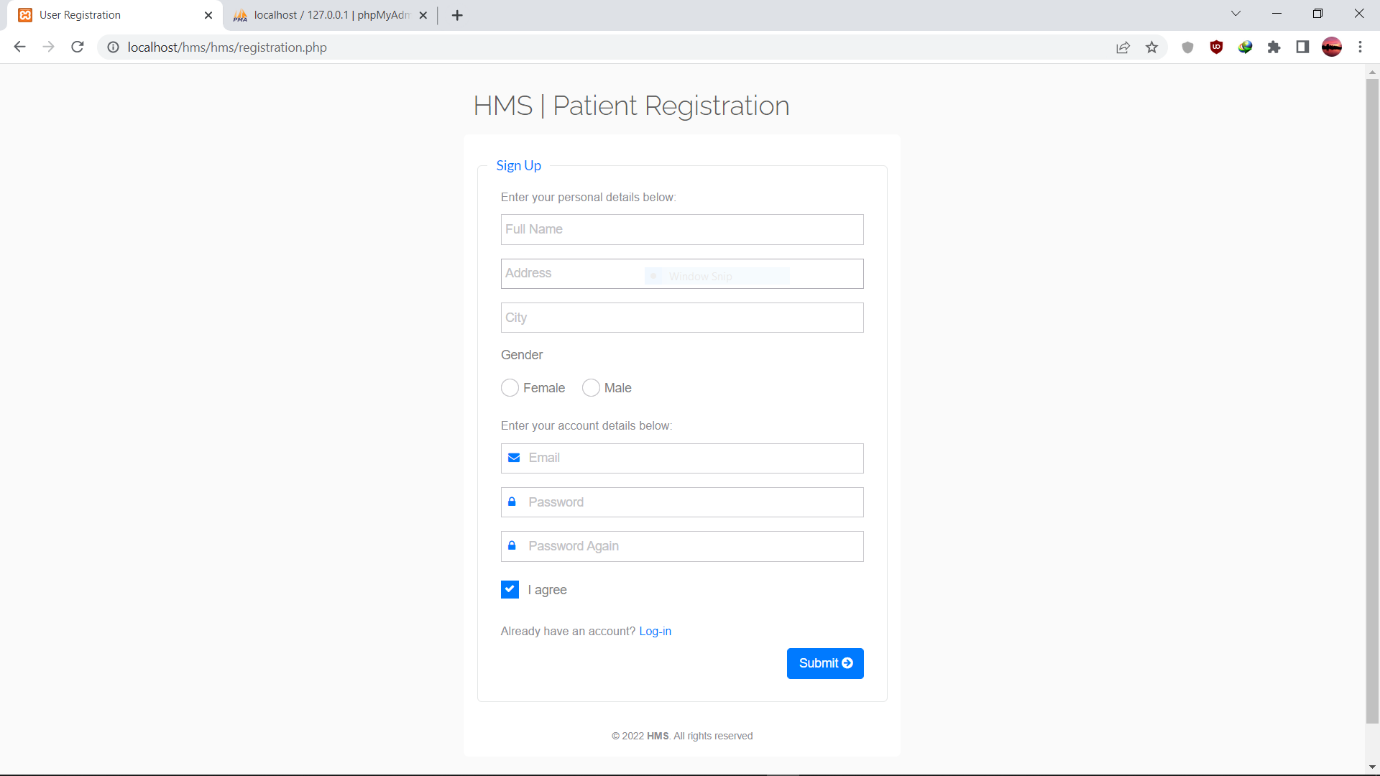 User Registration
localhost / 127.0.0.1 | phpMyAdm
localhost/hms/hms/registration.php
HMS | Patient Registration
Sign Up
Enter your personal details below:
Full Name
Address
Window Snip
City
Gender
Female Male
Enter your account details below:
Email
Password
Password Again
I agree
Already have an account? Log-in
Submit
© 2022 HMS. All rights reserved